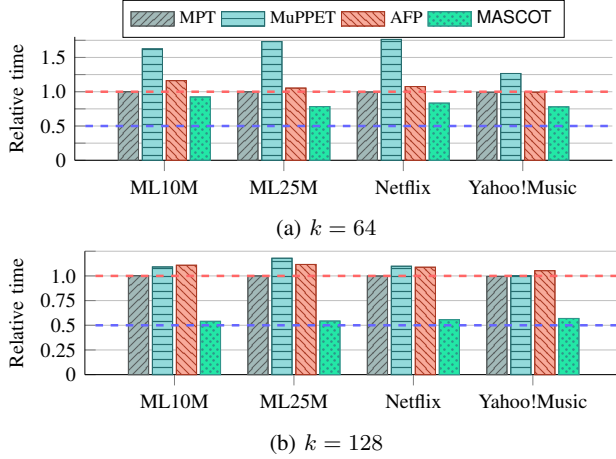 MPT MuPPET AFP MASCOT
Relative time
1.5
1.0
0.5
0
ML10M ML25M Netflix Yahoo!Music
(a) k = 64
Relative time
1.0
0.75
0.5
0.25
0
ML10M ML25M Netflix Yahoo!Music
(b) k = 128